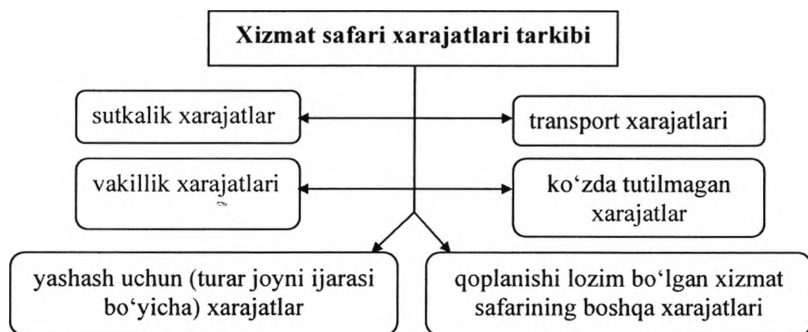 Xizmat safari xarajatlari tarkibi
sutkalik xarajatlar
transport xarajatlari
vakillik xarajatlari
ko‘zda tutilmagan
xarajatlar
yashash uchun (turar joyni ijarasi
bo‘yicha) xarajatlar
qoplanishi lozim bo‘lgan xizmat
safarining boshqa xarajatlari